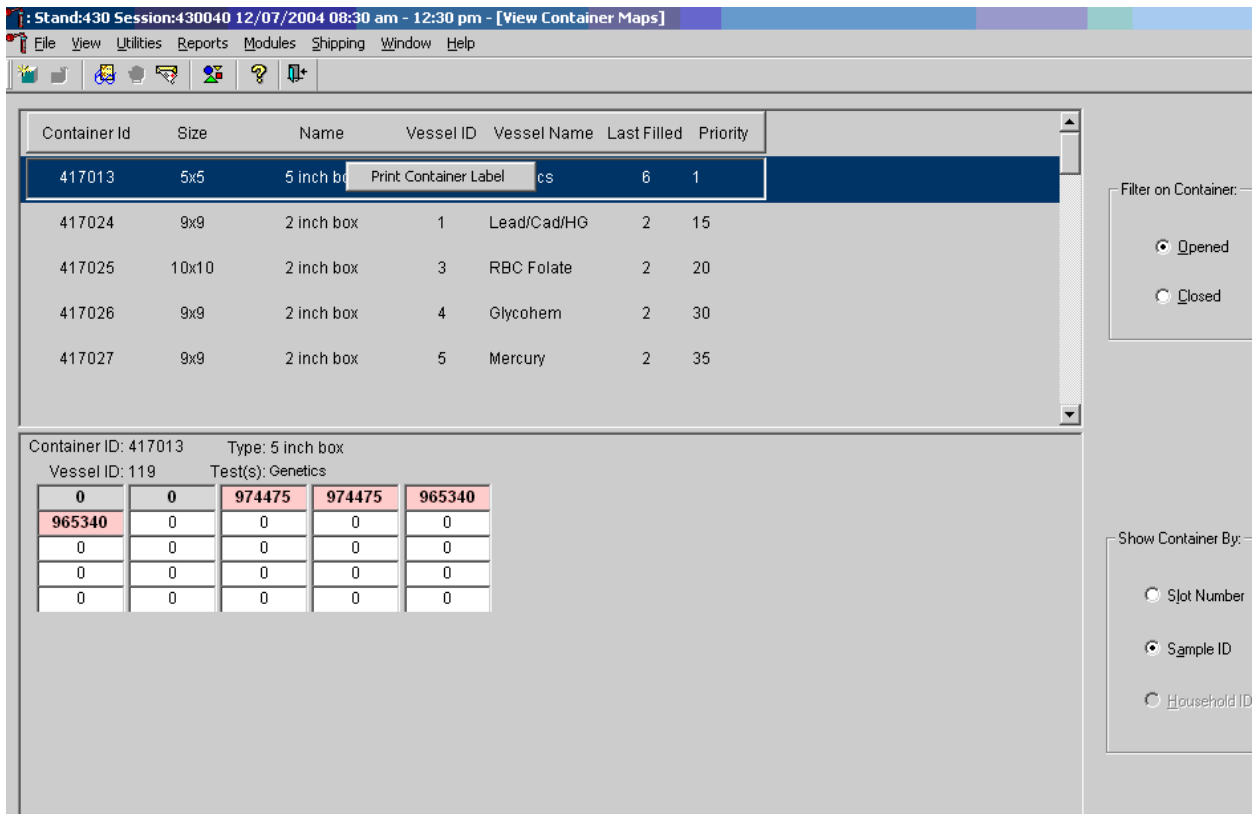 : Stand:430 Session:430040 12/07/2004 08:30 am - 12:30 pm - [View Container Maps]
File View Utilities Reports Modules Shipping Window Help
Container Id Size Name Vessel ID Vessel Name Last Filled Priority
417013 5x5 5 inch bo Print Container Label cs 6 1
417024 9x9 2 inch box 1 Lead/Cad/HG 2 15
417025 10x10 2 inch box 3 RBC Folate 2 20
417026 9x9 2 inch box 4 Glycohem 2 30
417027 9x9 2 inch box 5 Mercury 2 35
Filter on Container:
Opened
Closed
Container ID: 417013 Type: 5 inch box
Vessel ID: 119 Test(s): Genetics
0 0 974475 974475 965340
965340 0 0 0 0
0 0 0 0 0
0 0 0 0 0
0 0 0 0 0
Show Container By:
Slot Number
Sample ID
Household ID